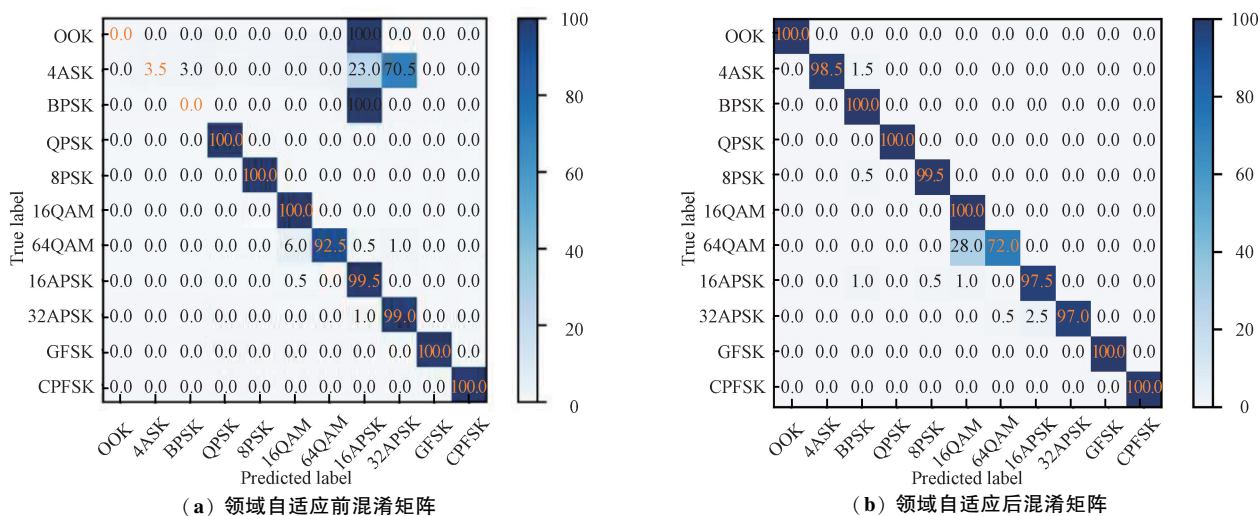 100
80
60
40
20
0
True label
OOK 0.0 0.0 0.0 0.0 0.0 0.0 0.0 100.0 0.0 0.0 0.0
4ASK 0.0 3.5 3.0 0.0 0.0 0.0 0.0 23.0 70.5 0.0 0.0
BPSK 0.0 0.0 0.0 0.0 0.0 0.0 0.0 100.0 0.0 0.0 0.0
QPSK 0.0 0.0 0.0 100.0 0.0 0.0 0.0 0.0 0.0 0.0 0.0
8PSK 0.0 0.0 0.0 0.0 100.0 0.0 0.0 0.0 0.0 0.0 0.0
16QAM 0.0 0.0 0.0 0.0 0.0 100.0 0.0 0.0 0.0 0.0 0.0
64QAM 0.0 0.0 0.0 0.0 0.0 6.0 92.5 0.5 1.0 0.0 0.0
16APSK 0.0 0.0 0.0 0.0 0.0 0.5 0.0 99.5 0.0 0.0 0.0
32APSK 0.0 0.0 0.0 0.0 0.0 0.0 0.0 1.0 99.0 0.0 0.0
GFSK 0.0 0.0 0.0 0.0 0.0 0.0 0.0 0.0 0.0 100.0 0.0
CPFSK 0.0 0.0 0.0 0.0 0.0 0.0 0.0 0.0 0.0 0.0 100.0
OOK 4ASK BPSK QPSK 8PSK 16QAM 64QAM 16APSK 32APSK GFSK CPFSK
Predicted label
(a) 领域自适应前混淆矩阵
100
80
60
40
20
0
True label
OOK 100.0 0.0 0.0 0.0 0.0 0.0 0.0 0.0 0.0 0.0 0.0
4ASK 0.0 98.5 1.5 0.0 0.0 0.0 0.0 0.0 0.0 0.0 0.0
BPSK 0.0 0.0 100.0 0.0 0.0 0.0 0.0 0.0 0.0 0.0 0.0
QPSK 0.0 0.0 0.0 100.0 0.0 0.0 0.0 0.0 0.0 0.0 0.0
8PSK 0.0 0.0 0.5 0.0 99.5 0.0 0.0 0.0 0.0 0.0 0.0
16QAM 0.0 0.0 0.0 0.0 0.0 100.0 0.0 0.0 0.0 0.0 0.0
64QAM 0.0 0.0 0.0 0.0 0.0 28.0 72.0 0.0 0.0 0.0 0.0
16APSK 0.0 0.0 1.0 0.0 0.5 1.0 0.0 97.5 0.0 0.0 0.0
32APSK 0.0 0.0 0.0 0.0 0.0 0.0 0.5 2.5 97.0 0.0 0.0
GFSK 0.0 0.0 0.0 0.0 0.0 0.0 0.0 0.0 0.0 100.0 0.0
CPFSK 0.0 0.0 0.0 0.0 0.0 0.0 0.0 0.0 0.0 0.0 100.0
OOK 4ASK BPSK QPSK 8PSK 16QAM 64QAM 16APSK 32APSK GFSK CPFSK
Predicted label
(b) 领域自适应后混淆矩阵